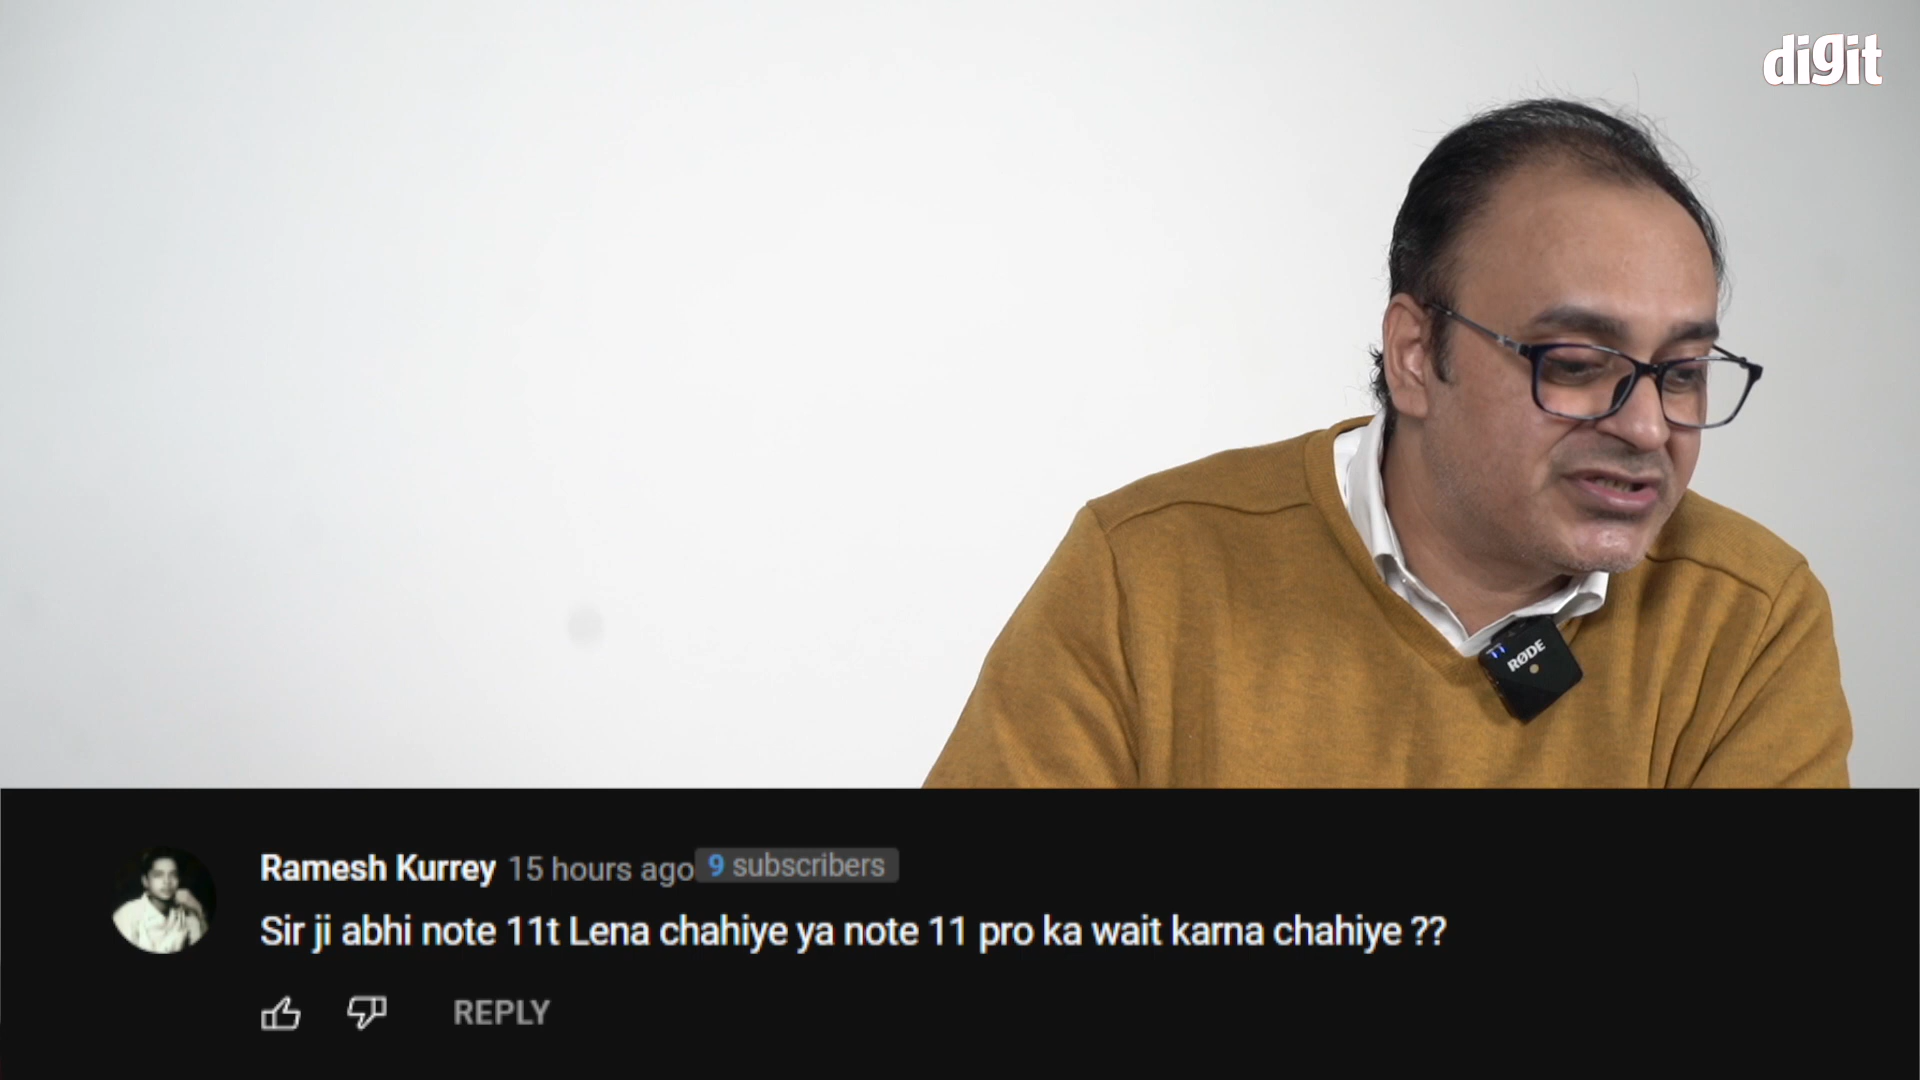 digit
RØDE
Ramesh Kurrey 15 hours ago 9 subscribers
Sir ji abhi note 11t Lena chahiye ya note 11 pro ka wait karna chahiye ??
REPLY